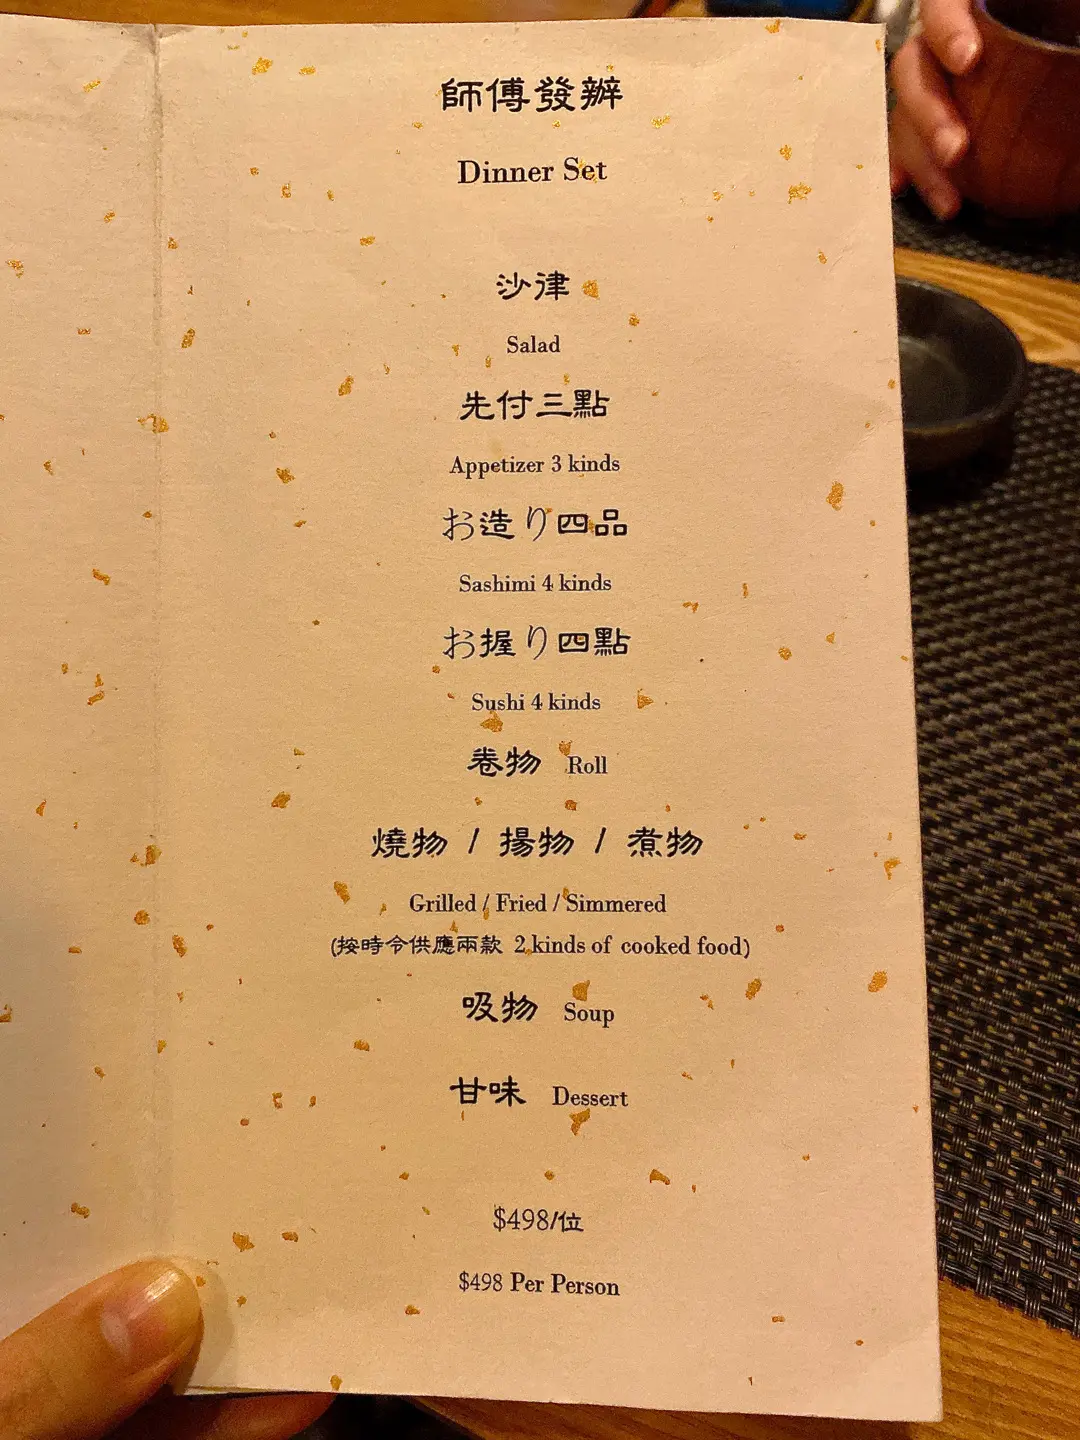 師傅發辦
Dinner Set
沙律
Salad
先付三點
Appetizer 3 kinds
お造り四品
Sashimi 4 kinds
お握り四點
Sushi 4 kinds
卷物 Roll
燒物 / 揚物 / 煮物
Grilled / Fried / Simmered
(按時令供應兩款 2 kinds of cooked food)
吸物 Soup
甘味 Dessert
$498/位
$498 Per Person